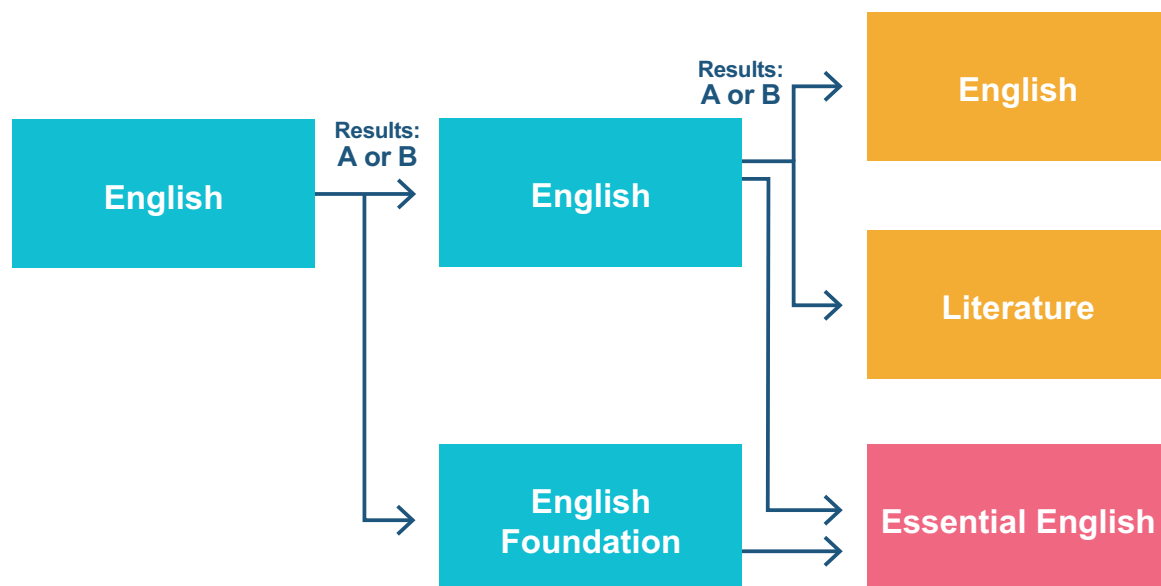 English
Results:
A or B
English
English
Foundation
Results:
A or B
English
Literature
Essential English